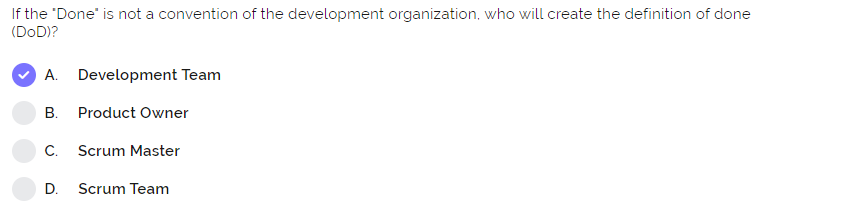 If the "Done" is not a convention of the development organization, who will create the definition of done
(DoD)?
A. Development Team
B. Product Owner
C. Scrum Master
D. Scrum Team